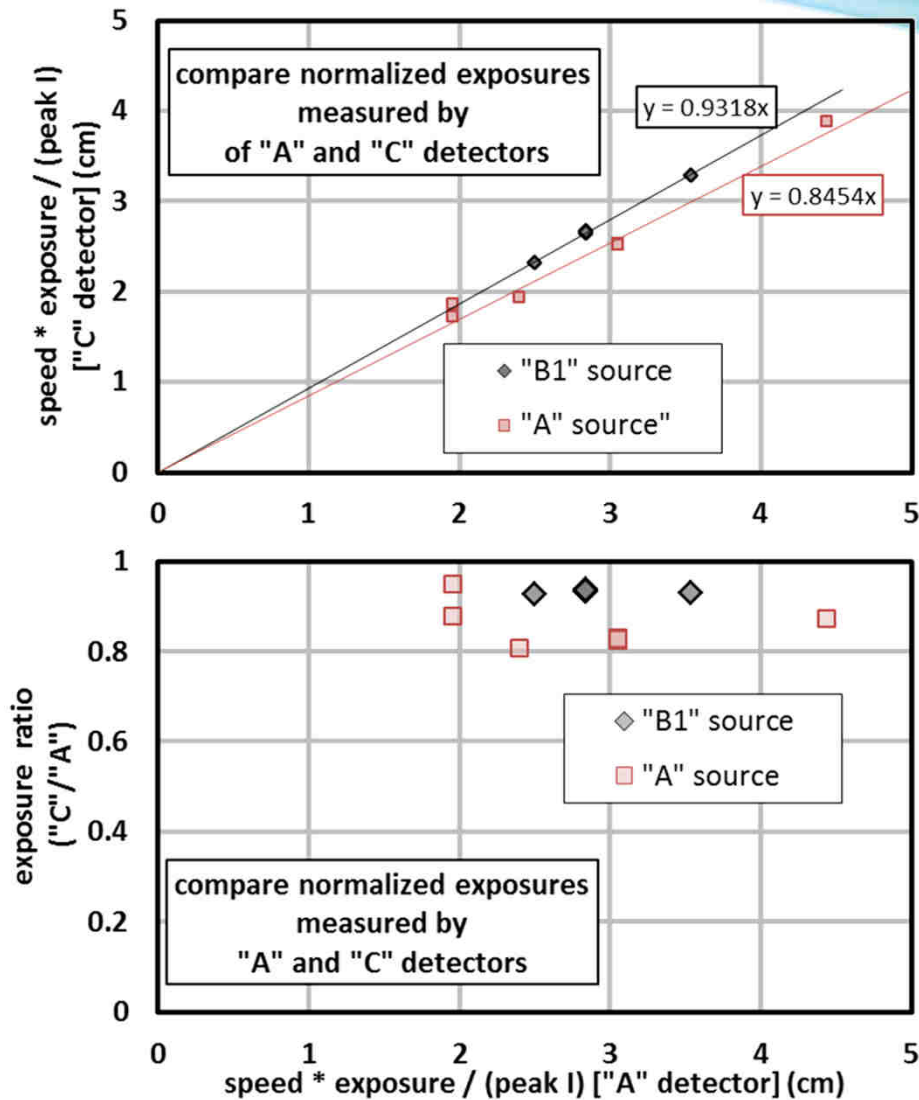 5
4
3
2
1
0
speed * exposure / (peak I)
["C" detector] (cm)
compare normalized exposures
measured by
of "A" and "C" detectors
y = 0.9318x
y = 0.8454x
"B1" source
"A" source"
0 1 2 3 4 5
1
0.8
0.6
0.4
0.2
0
exposure ratio
("C"/"A")
"B1" source
"A" source
compare normalized exposures
measured by
"A" and "C" detectors
0 1 2 3 4 5
speed * exposure / (peak I) ["A" detector] (cm)